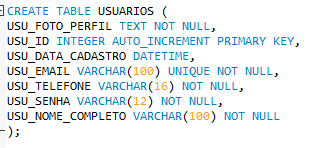 CREATE TABLE USUARIOS (
USU_FOTO_PERFIL TEXT NOT NULL,
USU_ID INTEGER AUTO_INCREMENT PRIMARY KEY,
USU_DATA_CADASTRO DATETIME,
USU_EMAIL VARCHAR(100) UNIQUE NOT NULL,
USU_TELEFONE VARCHAR(16) NOT NULL,
USU_SENHA VARCHAR(12) NOT NULL,
USU_NOME_COMPLETO VARCHAR(100) NOT NULL
);